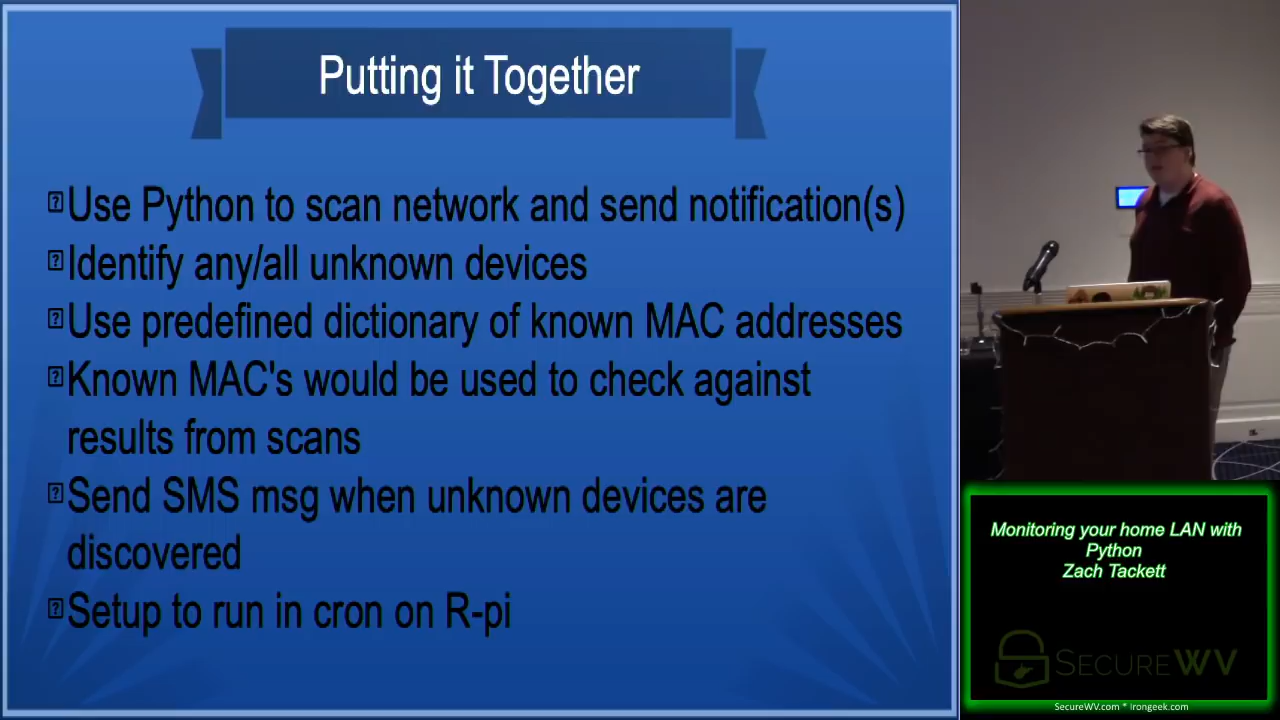 Putting it Together
Use Python to scan network and send notification(s)
Identify any/all unknown devices
Use predefined dictionary of known MAC addresses
Known MAC's would be used to check against
results from scans
Send SMS msg when unknown devices are
discovered
Setup to run in cron on R-pi
Monitoring your home LAN with
Python
Zach Tackett
SECUREWV
SecureWV.com * Irongeek.com